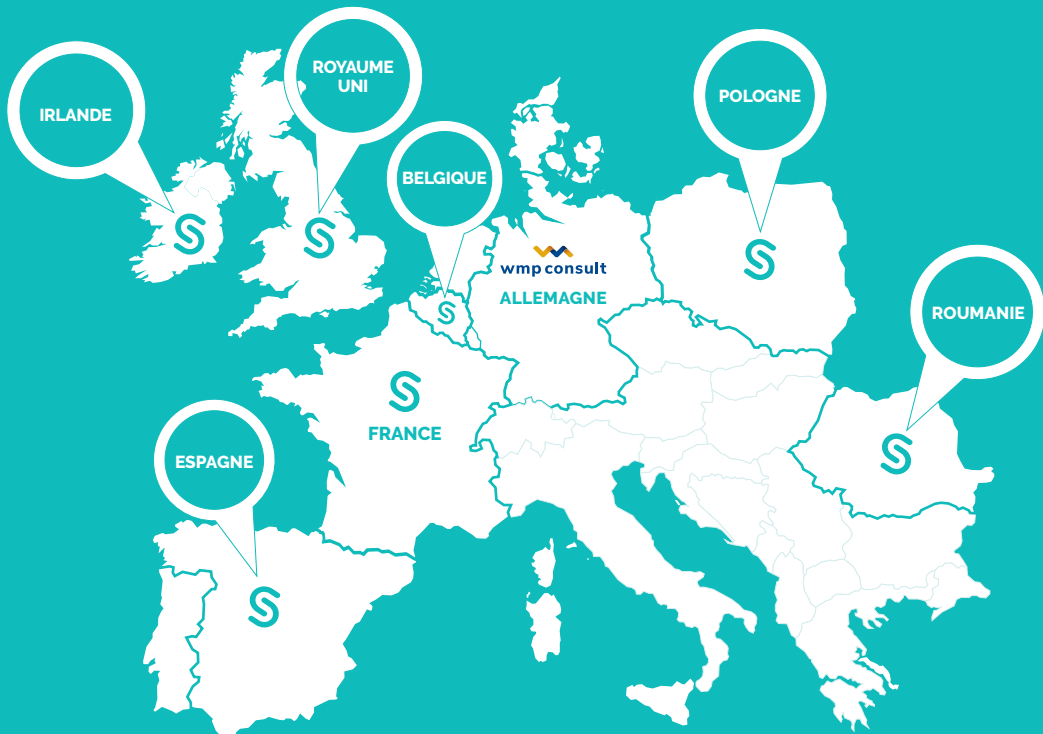 IRLANDE
ROYAUME
UNI
BELGIQUE
POLOGNE
wmp consult
ALLEMAGNE
ROUMANIE
FRANCE
ESPAGNE